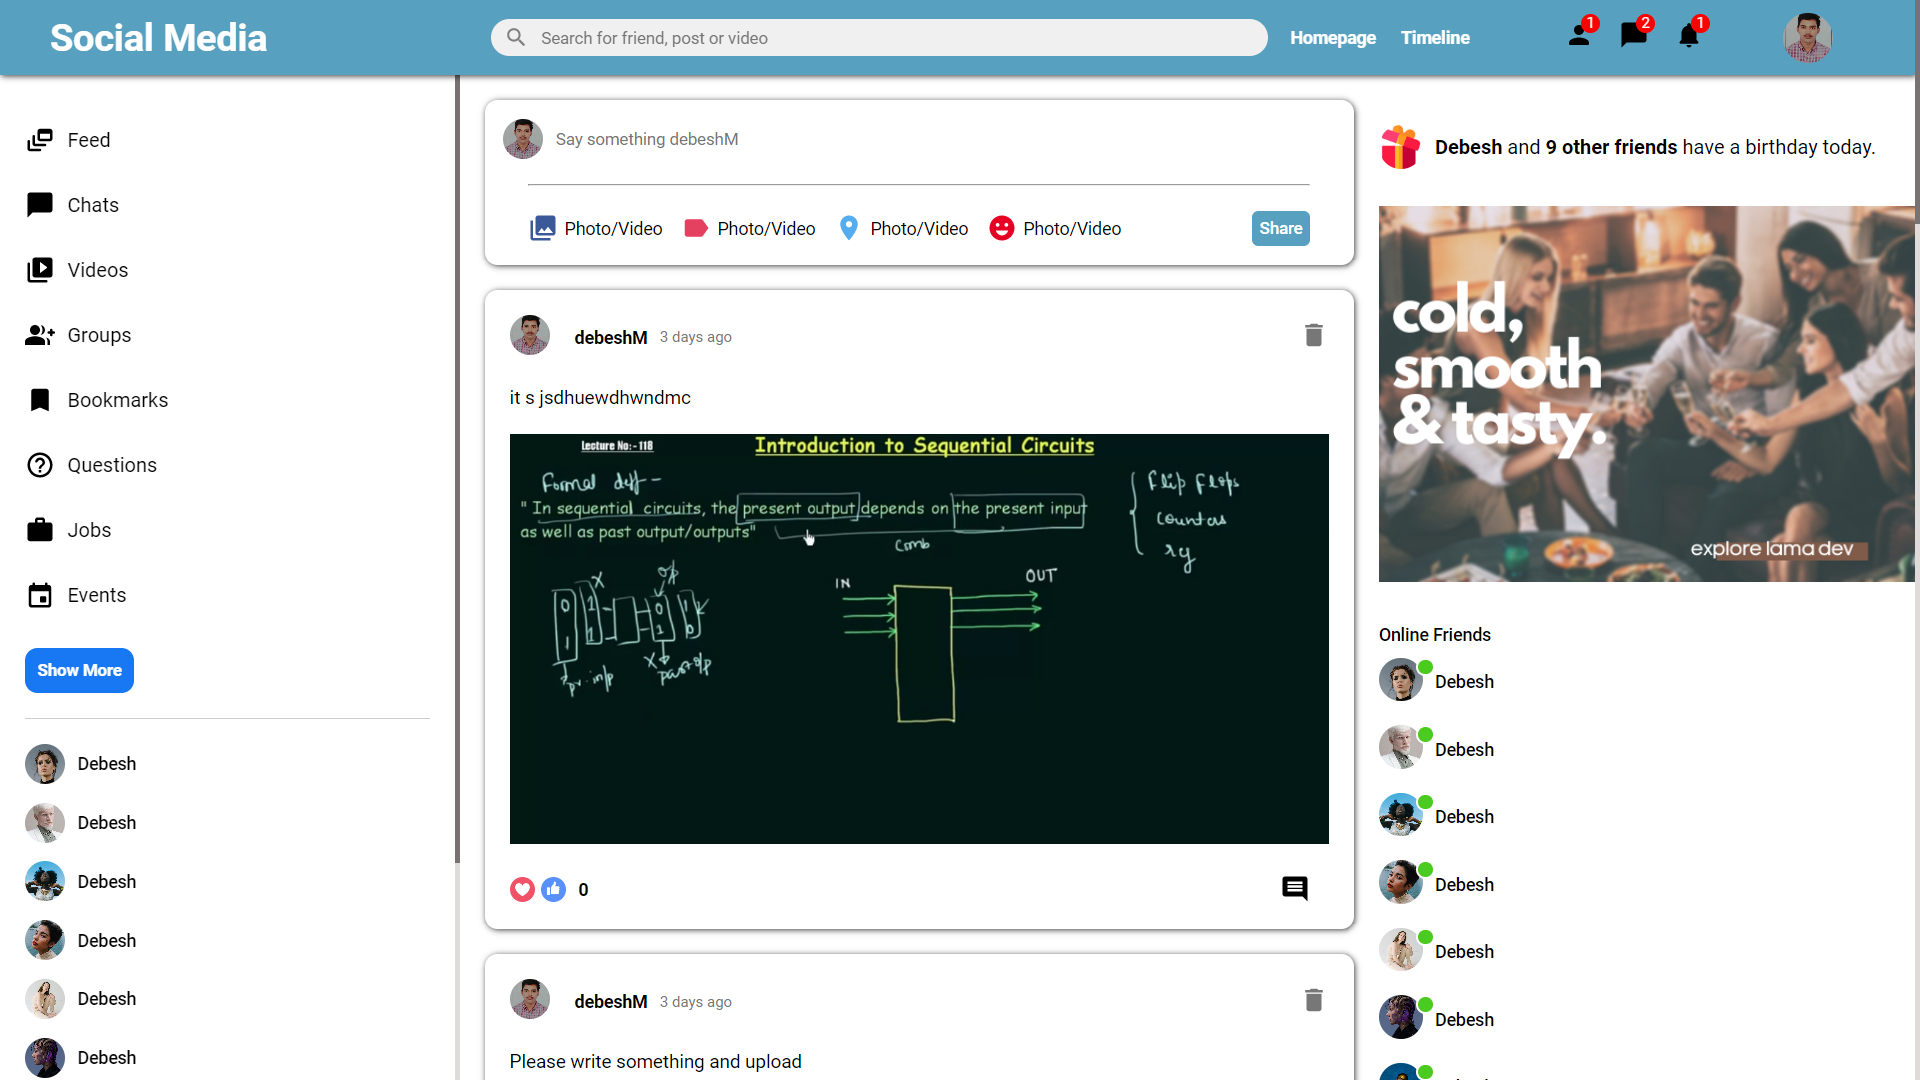 Social Media
Search for friend, post or video
Homepage
Timeline
1
2
1
Feed
Chats
Videos
Groups
Bookmarks
Questions
Jobs
Events
Show More
Debesh
Debesh
Debesh
Debesh
Debesh
Debesh
Say something debeshM
Photo/Video
Photo/Video
Photo/Video
Photo/Video
Share
debeshM 3 days ago
it s jsdhuewdhwndmc
Lecture No:- 118
Introduction to Sequential Circuits
Formal deff -
" In sequential circuits, the present output depends on the present input
as well as past output/outputs"
Comb
Flip Flops
Counters
IN
OUT
X
o/p
0
1
1
1
0
1
1
0
X
pr. i/p
past o/p
0
debeshM 3 days ago
Please write something and upload
Debesh and 9 other friends have a birthday today.
cold,
smooth
& tasty.
explore lama dev
Online Friends
Debesh
Debesh
Debesh
Debesh
Debesh
Debesh